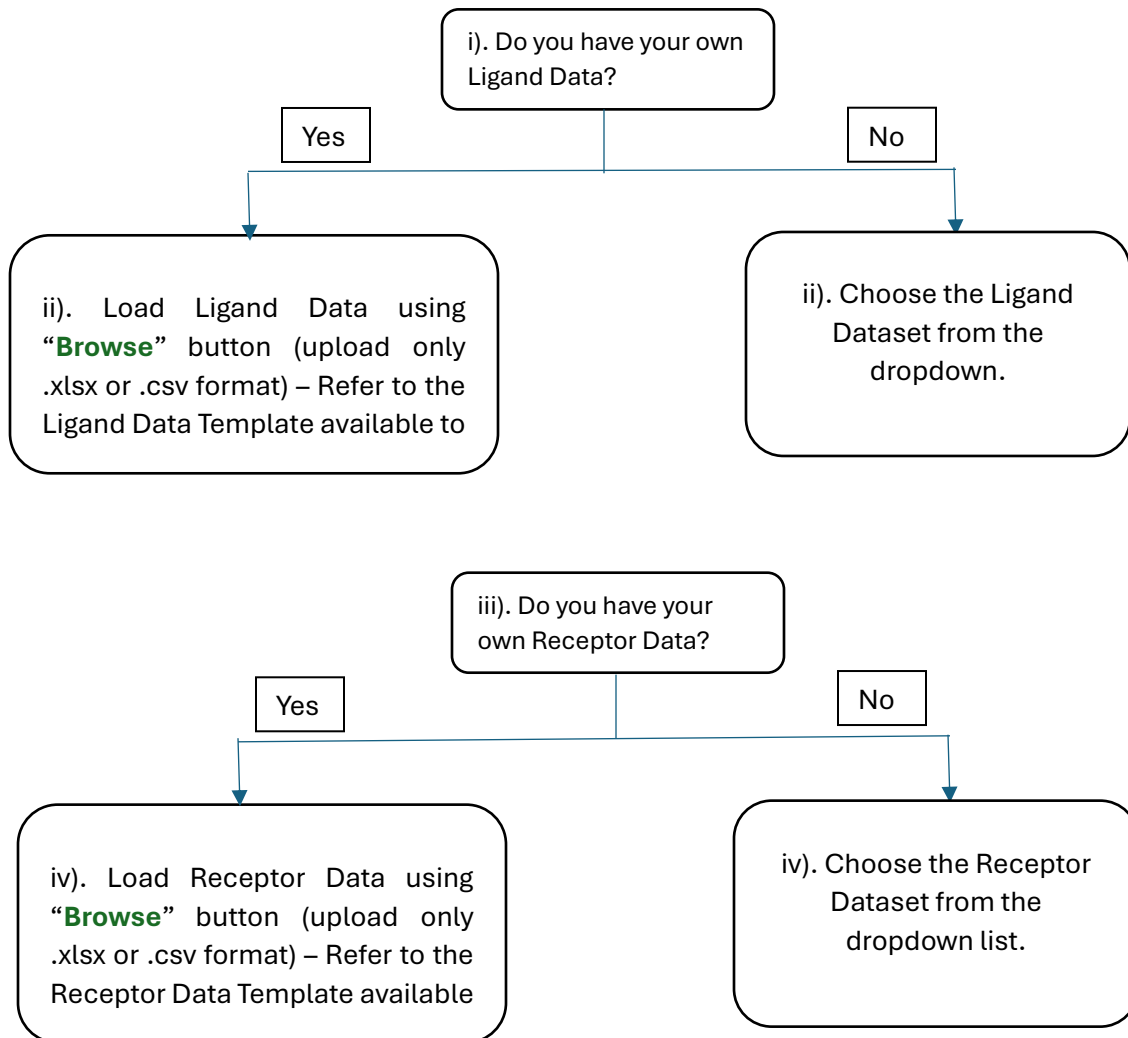 i). Do you have your own
Ligand Data?
Yes
No
ii). Load Ligand Data using
“Browse” button (upload only
.xlsx or .csv format) – Refer to the
Ligand Data Template available to
ii). Choose the Ligand
Dataset from the
dropdown.
iii). Do you have your
own Receptor Data?
Yes
No
iv). Load Receptor Data using
“Browse” button (upload only
.xlsx or .csv format) – Refer to the
Receptor Data Template available
iv). Choose the Receptor
Dataset from the
dropdown list.